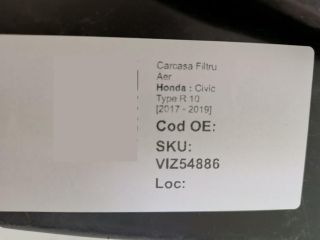 Carcasa Filtru
Aer
Honda : Civic
Type R 10
[2017 - 2019]
Cod OE:
SKU:
VIZ54886
Loc: